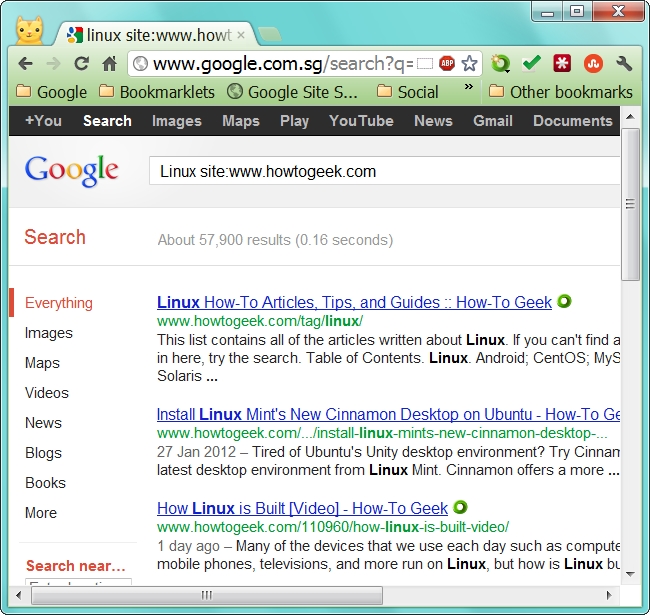 linux site:www.howt
www.google.com.sg/search?q=
ABP
Google Bookmarklets Google Site S... Social » Other bookmarks
+You Search Images Maps Play YouTube News Gmail Documents
Google
Linux site:www.howtogeek.com
Search
About 57,900 results (0.16 seconds)
Everything
Images
Maps
Videos
News
Blogs
Books
More
Search near...
Linux How-To Articles, Tips, and Guides :: How-To Geek
www.howtogeek.com/tag/linux/
This list contains all of the articles written about Linux. If you can't find a
in here, try the search. Table of Contents. Linux. Android; CentOS; MyS
Solaris ...
Install Linux Mint's New Cinnamon Desktop on Ubuntu - How-To Ge
www.howtogeek.com/.../install-linux-mints-new-cinnamon-desktop-...
27 Jan 2012 – Tired of Ubuntu's Unity desktop environment? Try Cinnam
latest desktop environment from Linux Mint. Cinnamon offers a more ...
How Linux is Built [Video] - How-To Geek
www.howtogeek.com/110960/how-linux-is-built-video/
1 day ago – Many of the devices that we use each day such as compute
mobile phones, televisions, and more run on Linux, but how is Linux bu